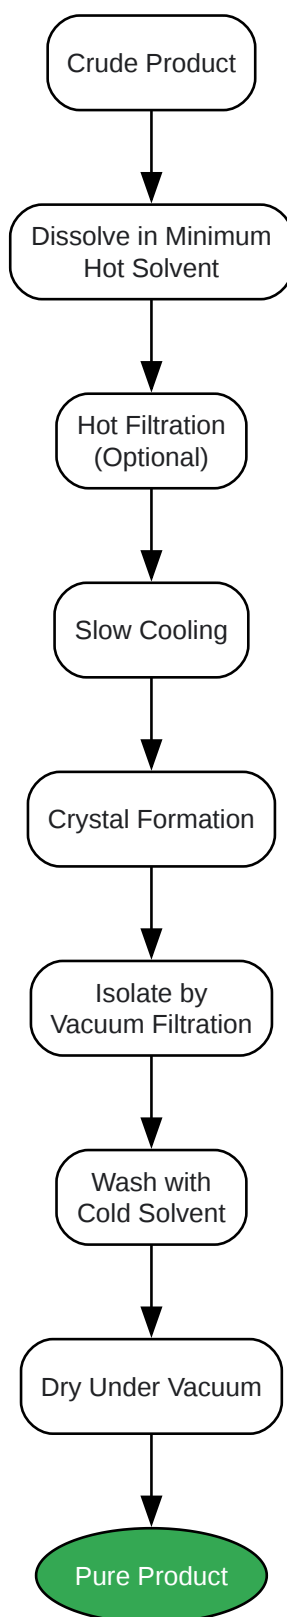 Crude Product
Dissolve in Minimum
Hot Solvent
Hot Filtration
(Optional)
Slow Cooling
Crystal Formation
Isolate by
Vacuum Filtration
Wash with
Cold Solvent
Dry Under Vacuum
Pure Product